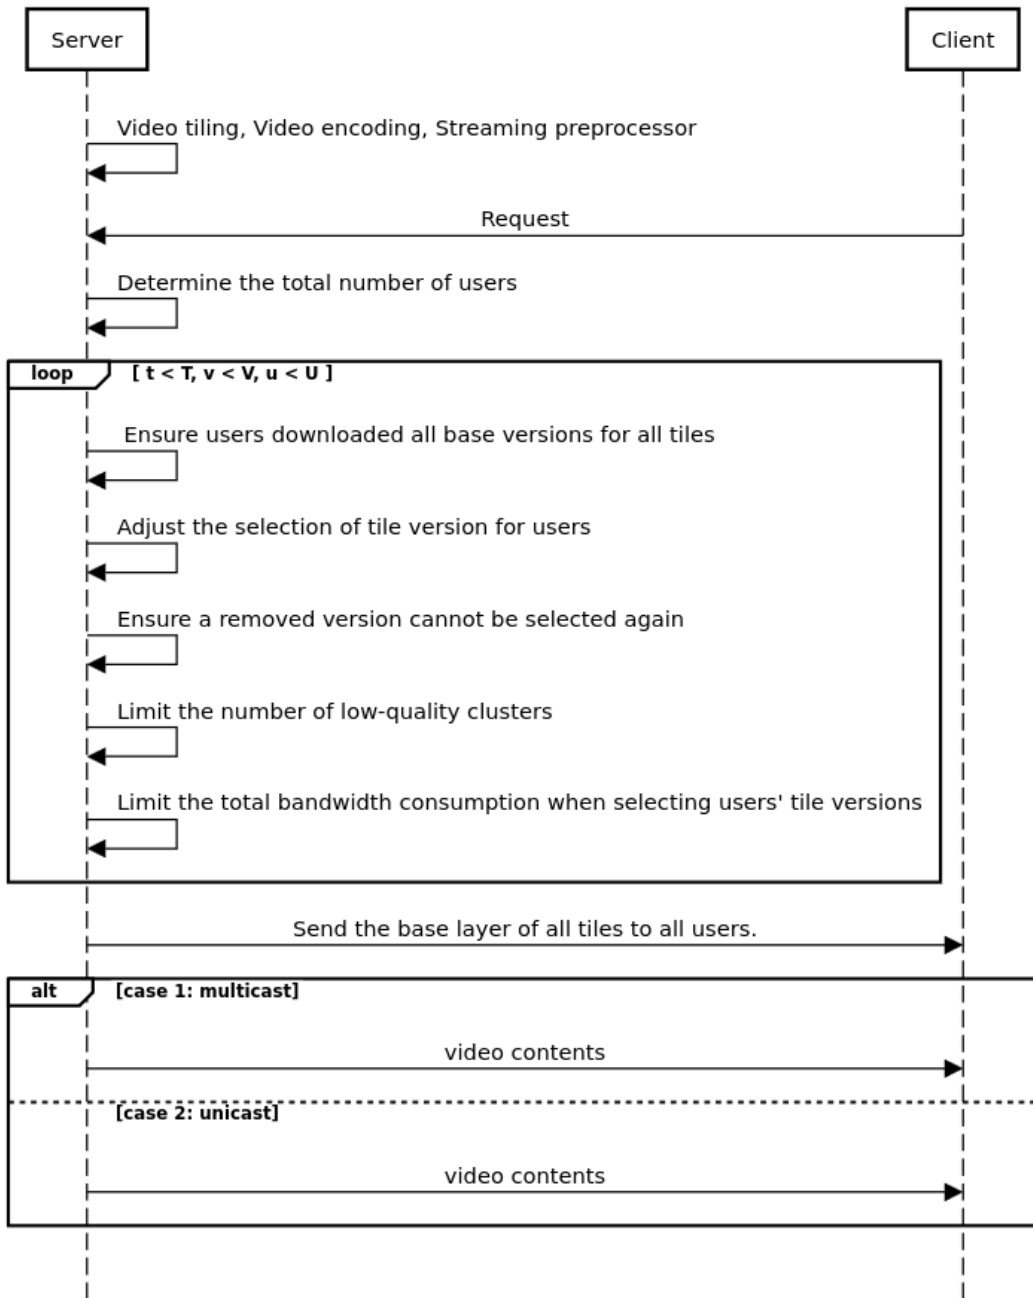 Server
Client
Video tiling, Video encoding, Streaming preprocessor
Request
Determine the total number of users
loop
[ t < T, v < V, u < U ]
Ensure users downloaded all base versions for all tiles
Adjust the selection of tile version for users
Ensure a removed version cannot be selected again
Limit the number of low-quality clusters
Limit the total bandwidth consumption when selecting users' tile versions
Send the base layer of all tiles to all users.
alt
[case 1: multicast]
video contents
[case 2: unicast]
video contents